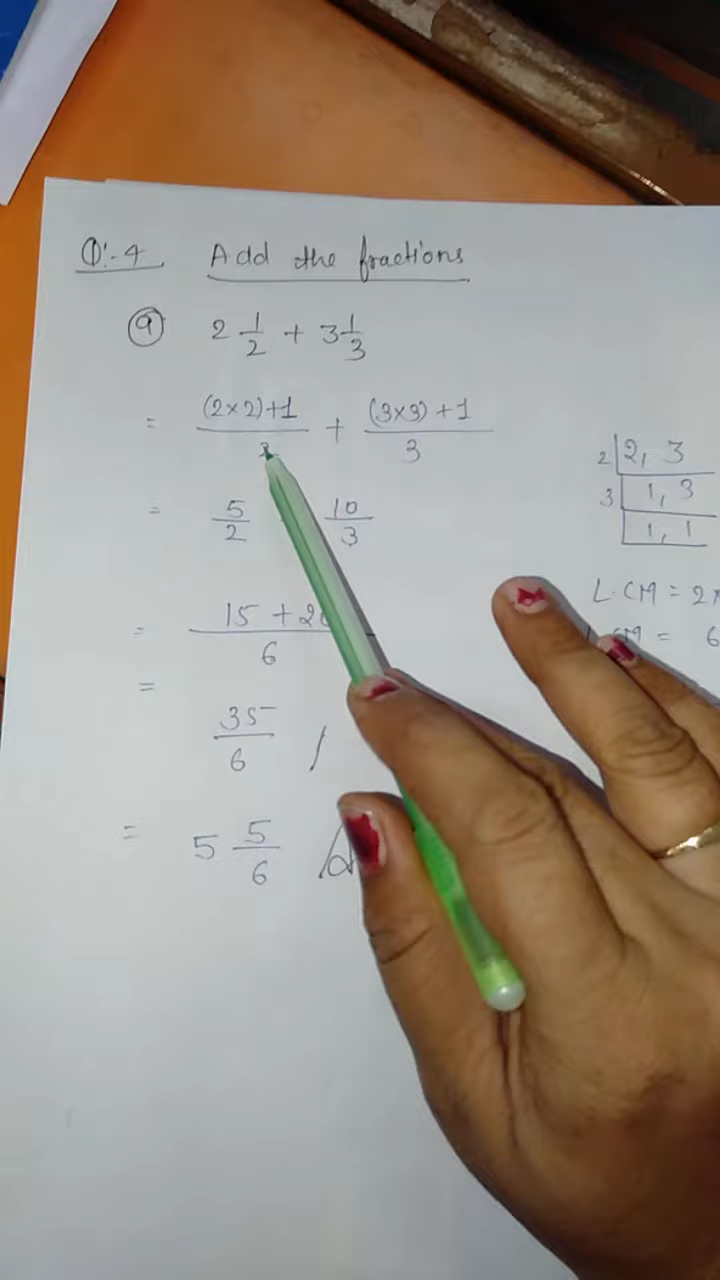 Q:-4 Add the fractions
(a) 2 1/2 + 3 1/3
= (2×2)+1 / 2 + (3×3)+1 / 3
= 5/2 10/3
= 15 + 20 / 6
=
35/6 /
= 5 5/6
2 | 2, 3
3 | 1, 3
| 1, 1
L.CM = 2×
= 6